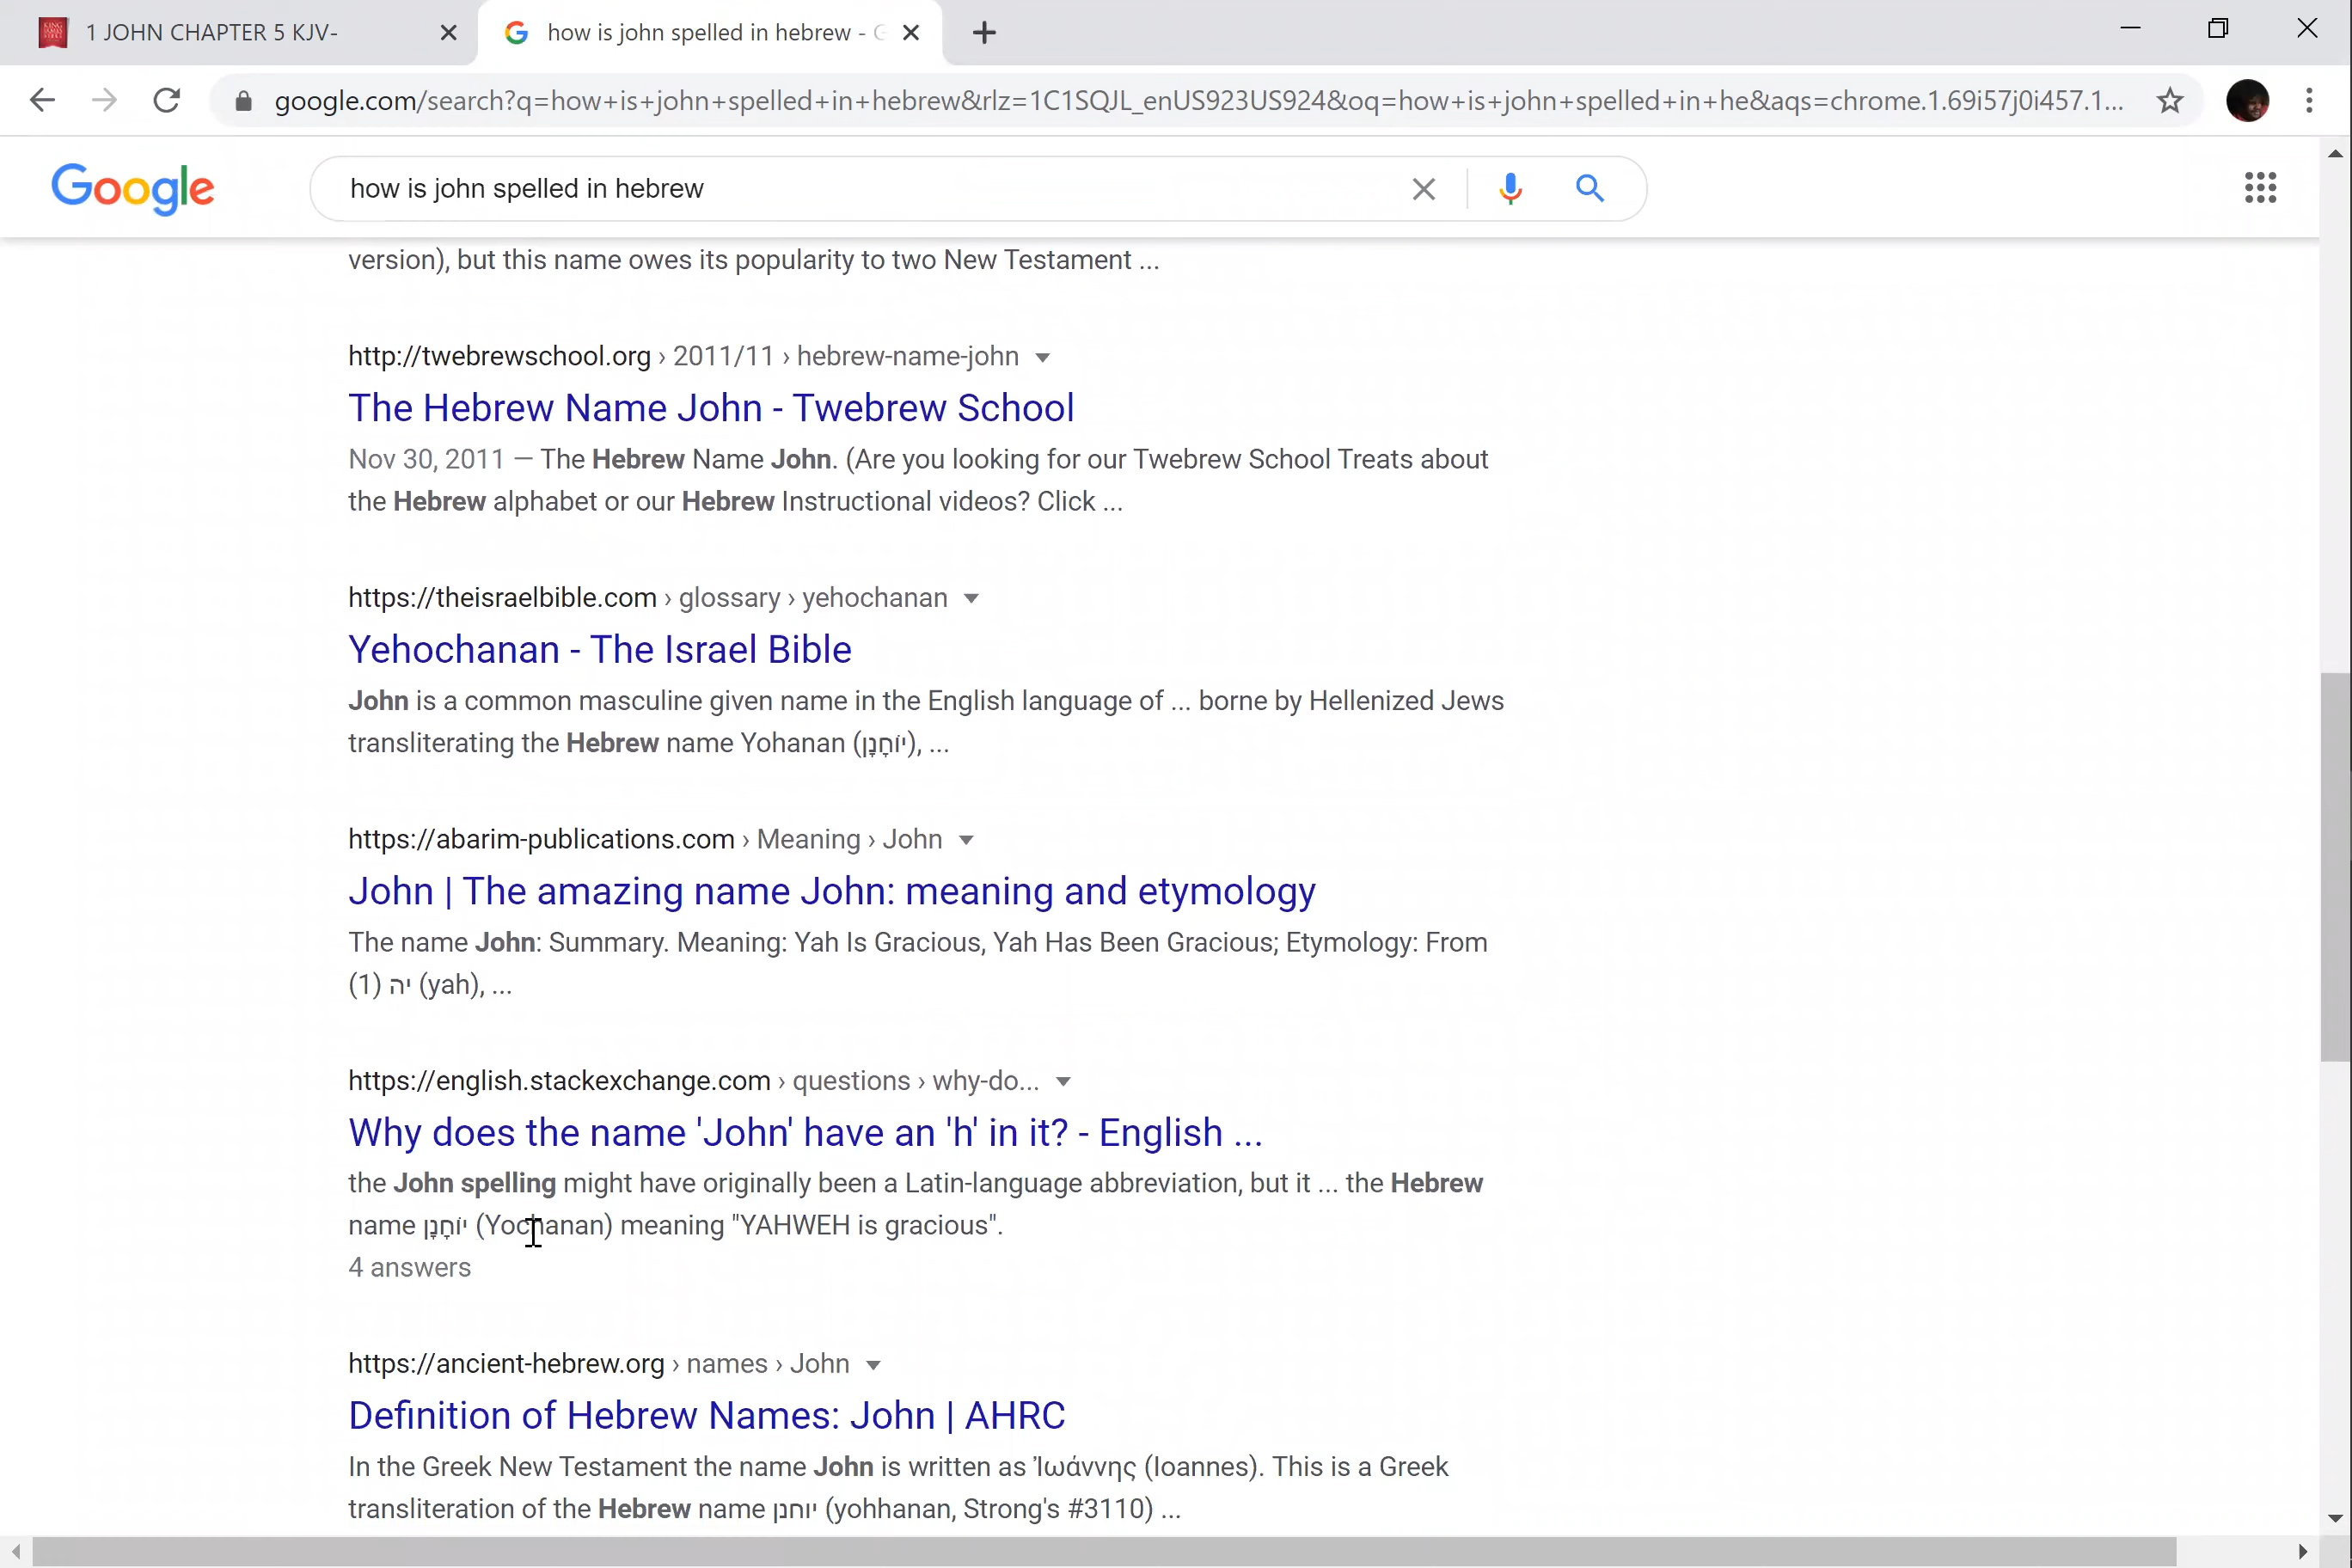 1 JOHN CHAPTER 5 KJV-
how is john spelled in hebrew -
google.com/search?q=how+is+john+spelled+in+hebrew&rlz=1C1SQJL_enUS923US924&oq=how+is+john+spelled+in+he&aqs=chrome.1.69i57j0i457.1...
Google
how is john spelled in hebrew
version), but this name owes its popularity to two New Testament ...
http://twebrewschool.org › 2011/11 › hebrew-name-john
The Hebrew Name John - Twebrew School
Nov 30, 2011 — The Hebrew Name John. (Are you looking for our Twebrew School Treats about
the Hebrew alphabet or our Hebrew Instructional videos? Click ...
https://theisraelbible.com › glossary › yehochanan
Yehochanan - The Israel Bible
John is a common masculine given name in the English language of ... borne by Hellenized Jews
transliterating the Hebrew name Yohanan (יוֹחָנָן), ...
https://abarim-publications.com › Meaning › John
John | The amazing name John: meaning and etymology
The name John: Summary. Meaning: Yah Is Gracious, Yah Has Been Gracious; Etymology: From
(1) יה (yah), ...
https://english.stackexchange.com › questions › why-do...
Why does the name 'John' have an 'h' in it? - English ...
the John spelling might have originally been a Latin-language abbreviation, but it ... the Hebrew
name יוֹחָנָן (Yochanan) meaning "YAHWEH is gracious".
4 answers
https://ancient-hebrew.org › names › John
Definition of Hebrew Names: John | AHRC
In the Greek New Testament the name John is written as Ἰωάννης (Ioannes). This is a Greek
transliteration of the Hebrew name יוחנן (yohhanan, Strong's #3110) ...